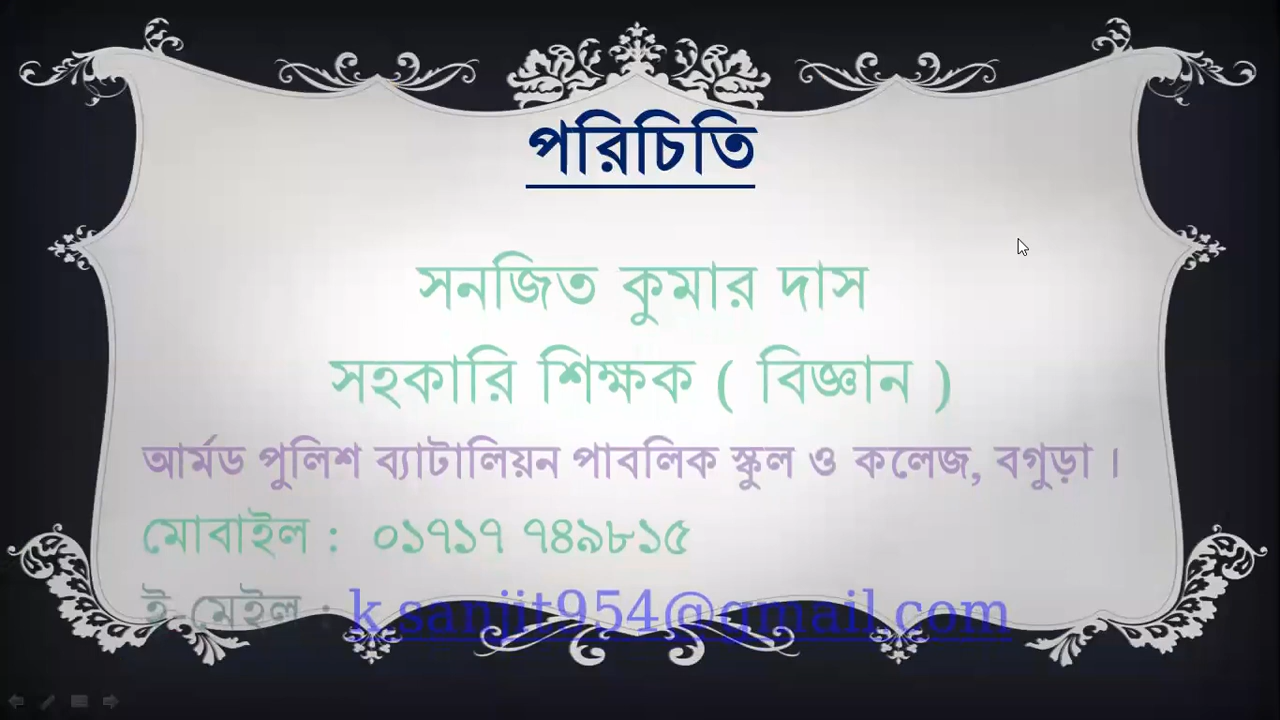 পরিচিতি
সনজিত কুমার দাস
সহকারি শিক্ষক ( বিজ্ঞান )
আর্মড পুলিশ ব্যাটালিয়ন পাবলিক স্কুল ও কলেজ, বগুড়া ।
মোবাইল : ০১৭১৭ ৭৪৯৮১৫
ই-মেইল : k.sanjit954@gmail.com